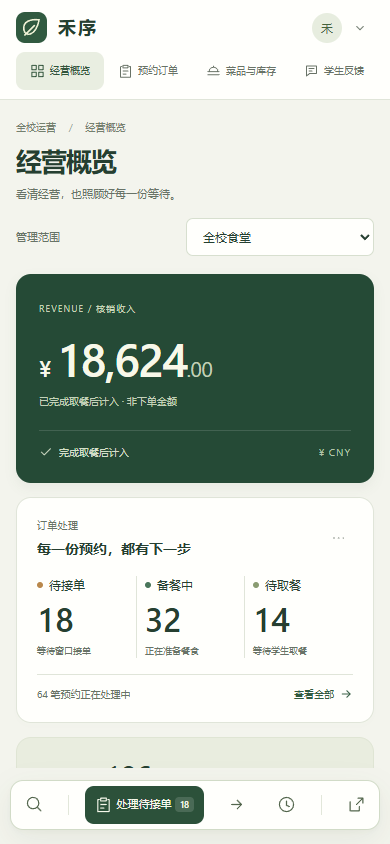 禾序
禾
经营概览
预约订单
菜品与库存
学生反馈
全校运营 / 经营概览
经营概览
看清经营，也照顾好每一份等待。
管理范围
全校食堂
REVENUE / 核销收入
¥ 18,624.00
已完成取餐后计入 · 非下单金额
完成取餐后计入
¥ CNY
订单处理
每一份预约，都有下一步
...
待接单
备餐中
待取餐
18
32
14
等待窗口接单
正在准备餐食
等待学生取餐
64 笔预约正在处理中
查看全部
处理待接单 18